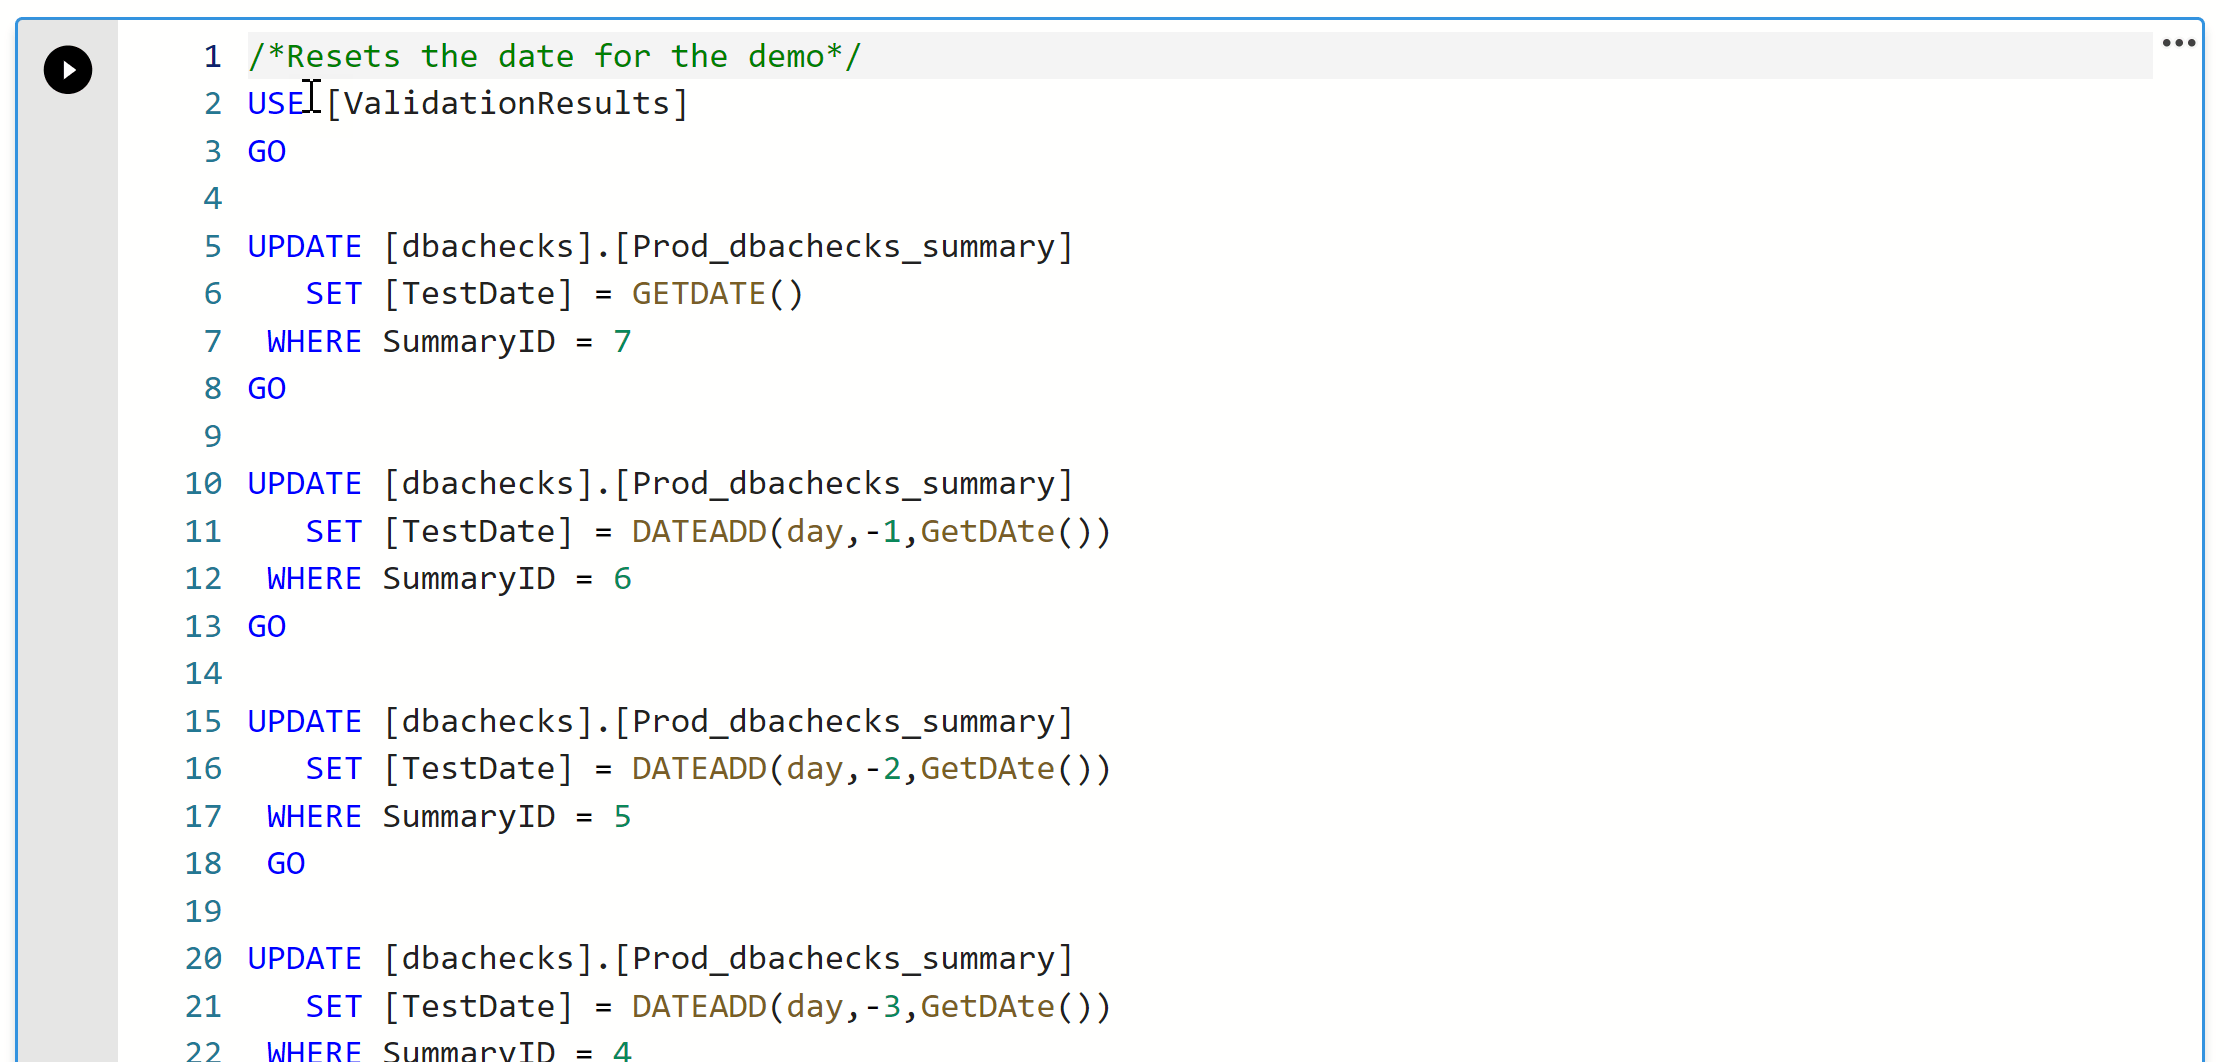 1 /*Resets the date for the demo*/
2 USE [ValidationResults]
3 GO
4
5 UPDATE [dbachecks].[Prod_dbachecks_summary]
6    SET [TestDate] = GETDATE()
7  WHERE SummaryID = 7
8 GO
9
10 UPDATE [dbachecks].[Prod_dbachecks_summary]
11    SET [TestDate] = DATEADD(day,-1,GetDAte())
12  WHERE SummaryID = 6
13 GO
14
15 UPDATE [dbachecks].[Prod_dbachecks_summary]
16    SET [TestDate] = DATEADD(day,-2,GetDAte())
17  WHERE SummaryID = 5
18  GO
19
20 UPDATE [dbachecks].[Prod_dbachecks_summary]
21    SET [TestDate] = DATEADD(day,-3,GetDAte())
22  WHERE SummaryID = 4